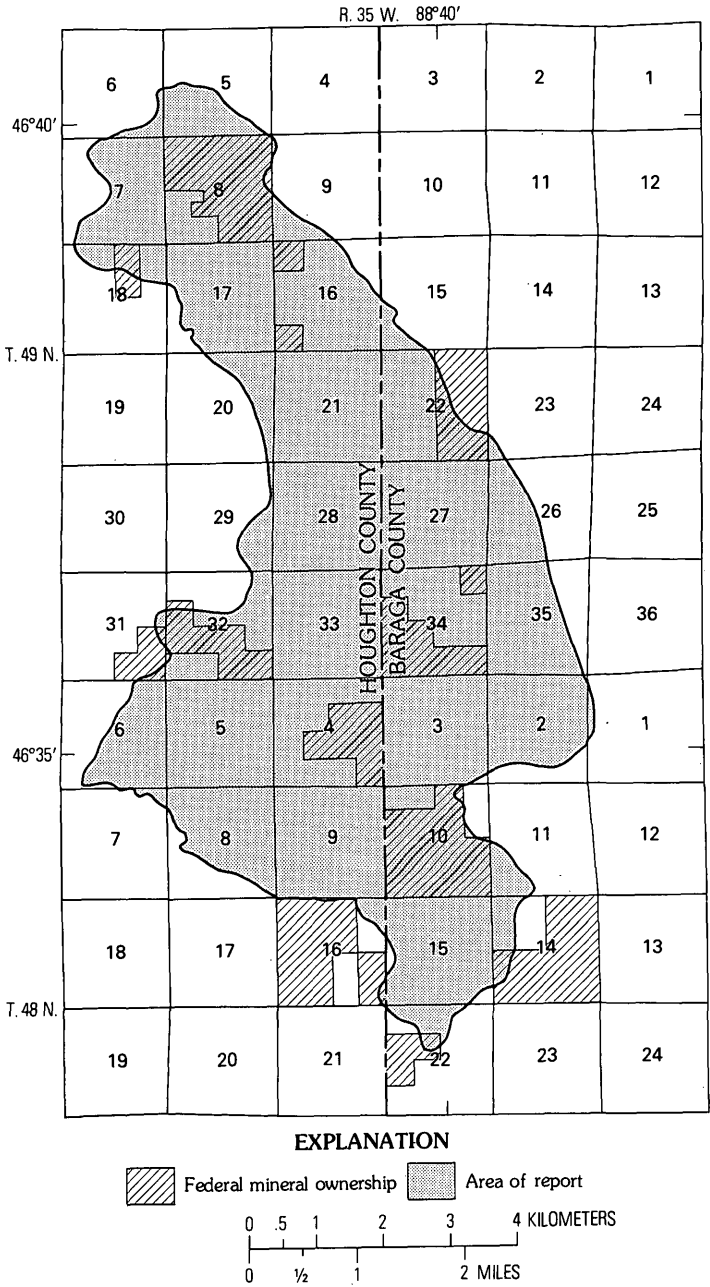 R. 35 W. 88°40′
6 5 4 3 2 1
46°40′
7 8 9 10 11 12
18 17 16 15 14 13
T. 49 N.
19 20 21 22 23 24
30 29 28 27 26 25
HOUGHTON COUNTY
BARAGA COUNTY
31 32 33 34 35 36
6 5 4 3 2 1
46°35′
7 8 9 10 11 12
18 17 16 15 14 13
T. 48 N.
19 20 21 22 23 24
EXPLANATION
Federal mineral ownership Area of report
0 .5 1 2 3 4 KILOMETERS
0 ½ 1 2 MILES